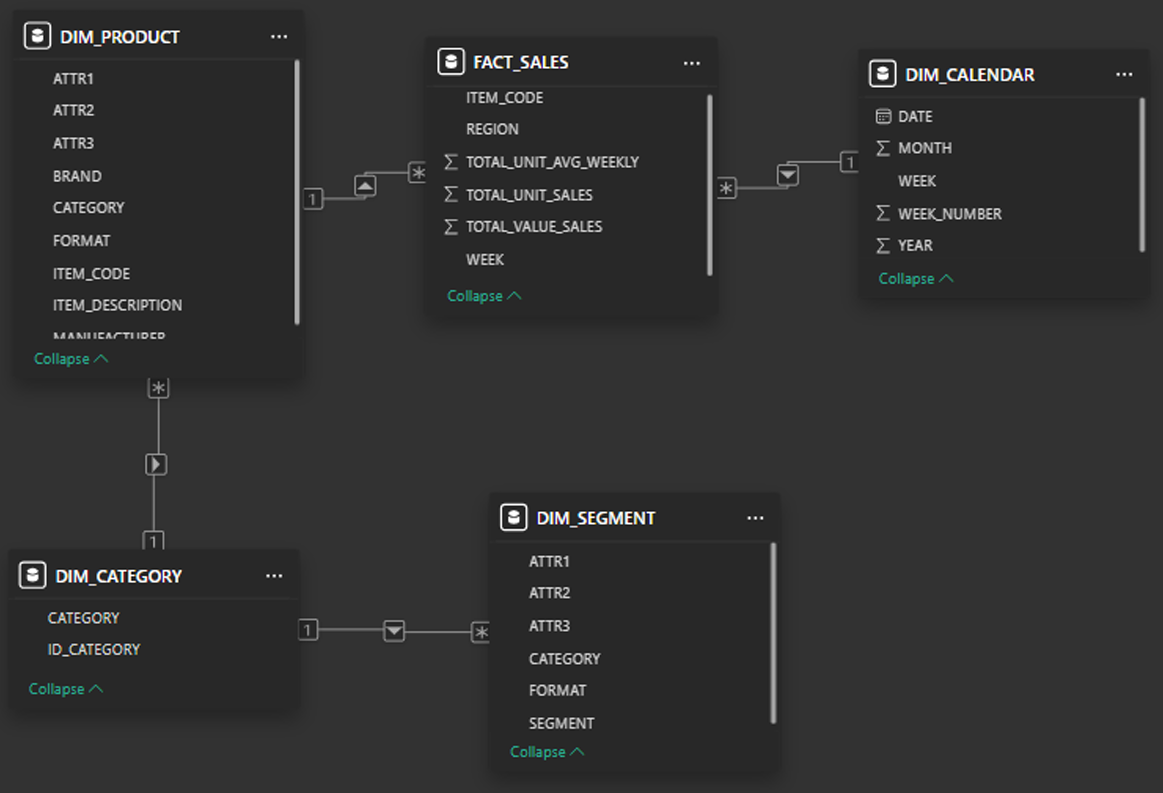 DIM_PRODUCT
ATTR1
ATTR2
ATTR3
BRAND
CATEGORY
FORMAT
ITEM_CODE
ITEM_DESCRIPTION
MANUFACTURER
Collapse
1
*
FACT_SALES
ITEM_CODE
REGION
Σ TOTAL_UNIT_AVG_WEEKLY
Σ TOTAL_UNIT_SALES
Σ TOTAL_VALUE_SALES
WEEK
Collapse
*
1
DIM_CALENDAR
DATE
Σ MONTH
WEEK
Σ WEEK_NUMBER
Σ YEAR
Collapse
*
1
DIM_CATEGORY
CATEGORY
ID_CATEGORY
Collapse
1
*
DIM_SEGMENT
ATTR1
ATTR2
ATTR3
CATEGORY
FORMAT
SEGMENT
Collapse